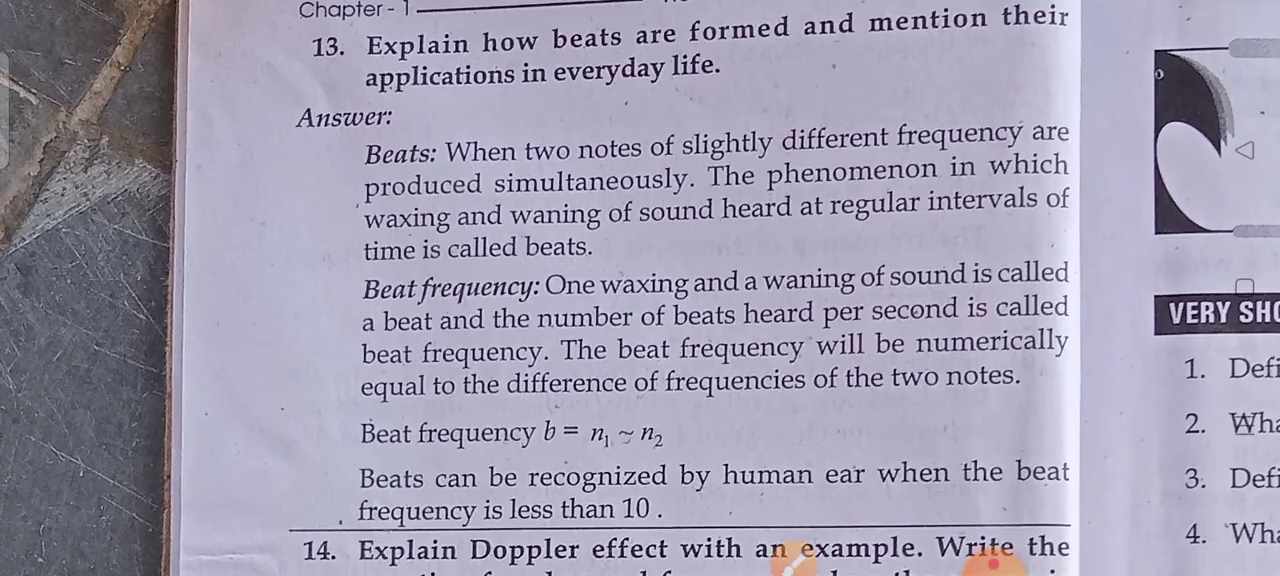 Chapter - 1
13. Explain how beats are formed and mention their
applications in everyday life.
Answer:
Beats: When two notes of slightly different frequency are
produced simultaneously. The phenomenon in which
waxing and waning of sound heard at regular intervals of
time is called beats.
Beat frequency: One waxing and a waning of sound is called
a beat and the number of beats heard per second is called
beat frequency. The beat frequency will be numerically
equal to the difference of frequencies of the two notes.
Beat frequency b = n₁ ~ n₂
Beats can be recognized by human ear when the beat
frequency is less than 10 .
14. Explain Doppler effect with an example. Write the
VERY SHO
1. Defi
2. Wha
3. Defi
4. Wha